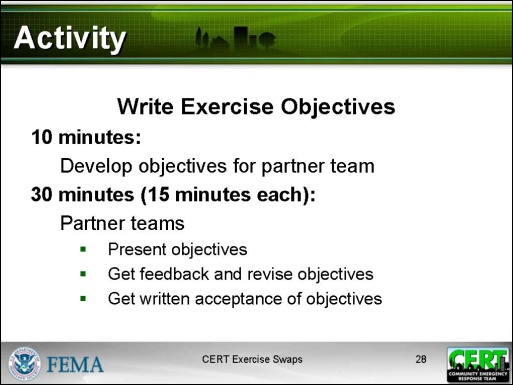 Activity
Write Exercise Objectives
10 minutes:
Develop objectives for partner team
30 minutes (15 minutes each):
Partner teams
▪ Present objectives
▪ Get feedback and revise objectives
▪ Get written acceptance of objectives
FEMA
CERT Exercise Swaps
28
CERT
COMMUNITY EMERGENCY
RESPONSE TEAM